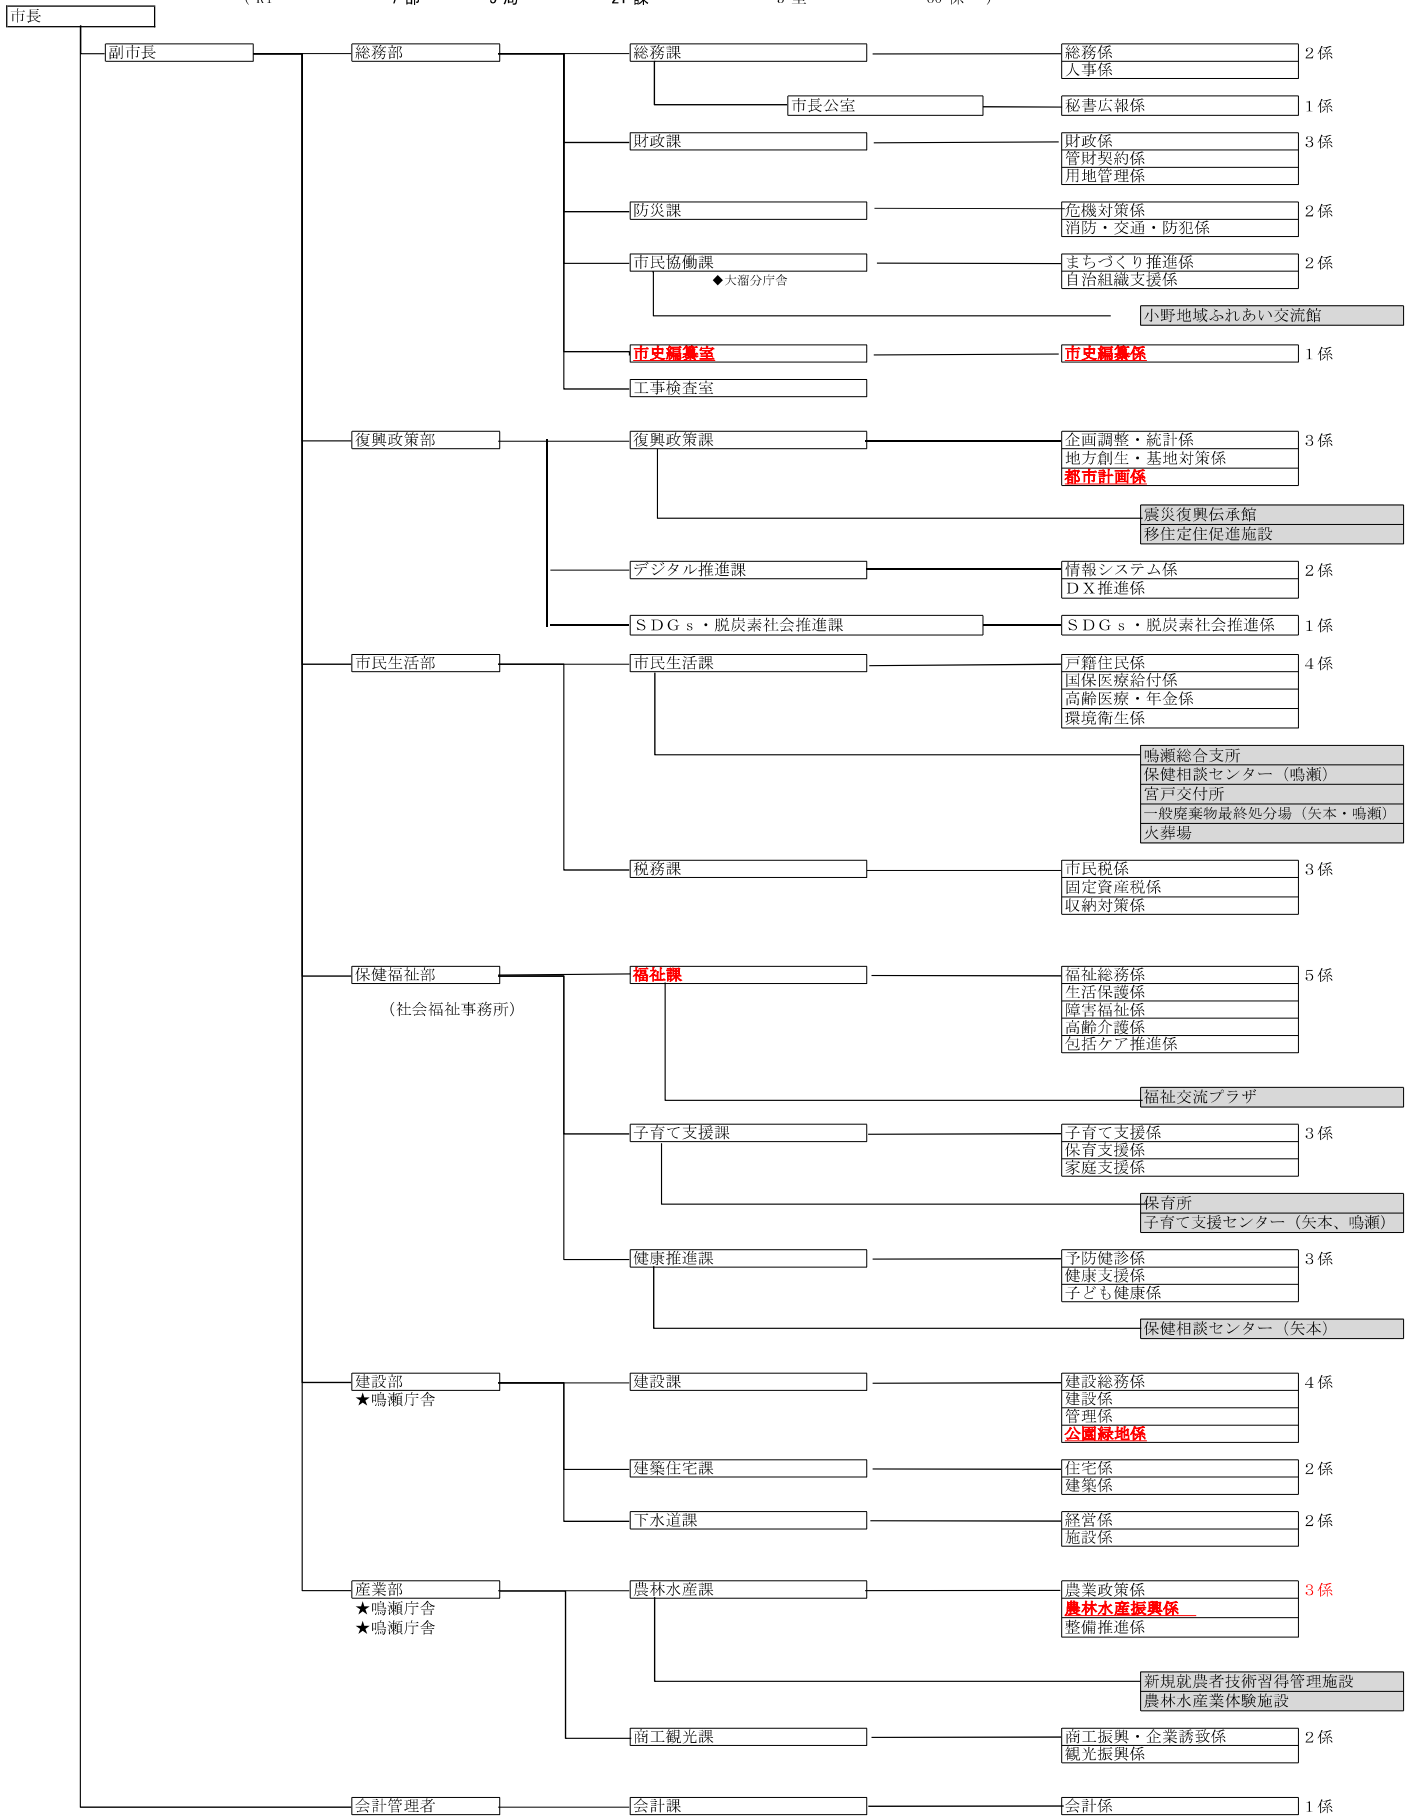 市長
副市長 総務部 総務課 総務係 ２係
人事係
市長公室 秘書広報係 １係
財政課 財政係 ３係
管財契約係
用地管理係
防災課 危機対策係 ２係
消防・交通・防犯係
市民協働課 まちづくり推進係 ２係
◆大溜分庁舎 自治組織支援係
小野地域ふれあい交流館
市史編纂室 市史編纂係 １係
工事検査室
復興政策部 復興政策課 企画調整・統計係 ３係
地方創生・基地対策係
都市計画係
震災復興伝承館
移住定住促進施設
デジタル推進課 情報システム係 ２係
ＤＸ推進係
ＳＤＧｓ・脱炭素社会推進課 ＳＤＧｓ・脱炭素社会推進係 １係
市民生活部 市民生活課 戸籍住民係 ４係
国保医療給付係
高齢医療・年金係
環境衛生係
鳴瀬総合支所
保健相談センター（鳴瀬）
宮戸交付所
一般廃棄物最終処分場（矢本・鳴瀬）
火葬場
税務課 市民税係 ３係
固定資産税係
収納対策係
保健福祉部 福祉課 福祉総務係 ５係
生活保護係
（社会福祉事務所） 障害福祉係
高齢介護係
包括ケア推進係
福祉交流プラザ
子育て支援課 子育て支援係 ３係
保育支援係
家庭支援係
保育所
子育て支援センター（矢本、鳴瀬）
健康推進課 予防健診係 ３係
健康支援係
子ども健康係
保健相談センター（矢本）
建設部 建設課 建設総務係 ４係
★鳴瀬庁舎 建設係
管理係
公園緑地係
建築住宅課 住宅係 ２係
建築係
下水道課 経営係 ２係
施設係
産業部 農林水産課 農業政策係 ３係
★鳴瀬庁舎 農林水産振興係
★鳴瀬庁舎 整備推進係
新規就農者技術習得管理施設
農林水産業体験施設
商工観光課 商工振興・企業誘致係 ２係
観光振興係
会計管理者 会計課 会計係 １係